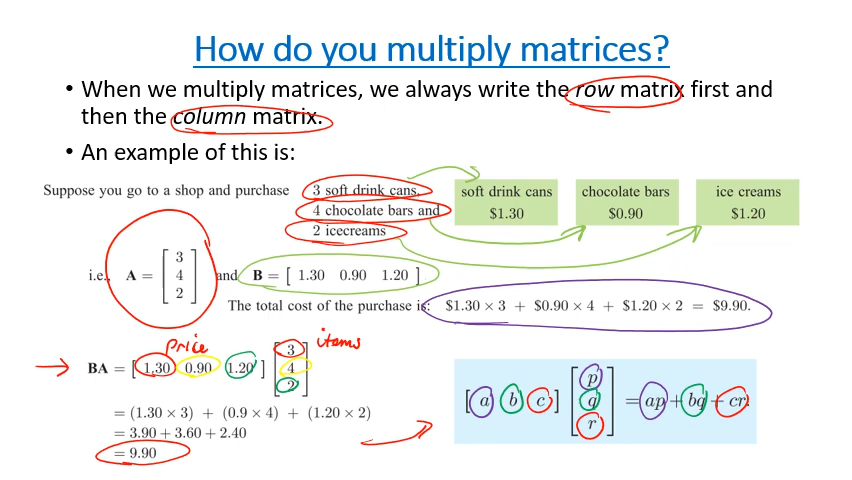 How do you multiply matrices?
• When we multiply matrices, we always write the row matrix first and
then the column matrix.
• An example of this is:
Suppose you go to a shop and purchase
3 soft drink cans,
4 chocolate bars and
2 icecreams
soft drink cans
$1.30
chocolate bars
$0.90
ice creams
$1.20
i.e., A = [ 3 4 2 ] and B = [ 1.30 0.90 1.20 ]
The total cost of the purchase is: $1.30 × 3 + $0.90 × 4 + $1.20 × 2 = $9.90.
price
items
BA = [ 1.30 0.90 1.20 ] [ 3 4 2 ]
= (1.30 × 3) + (0.9 × 4) + (1.20 × 2)
= 3.90 + 3.60 + 2.40
= 9.90
[ a b c ] [ p q r ] = ap + bq + cr.